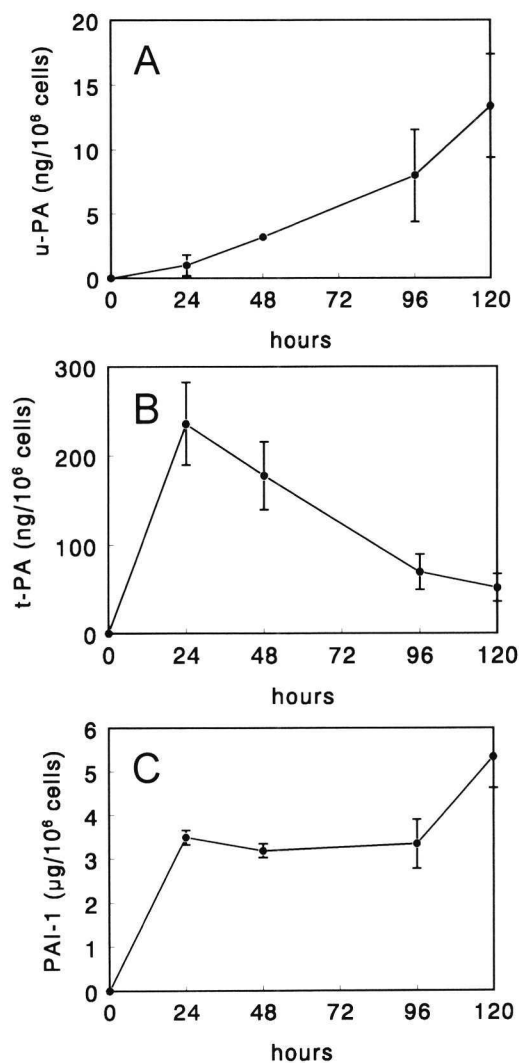 20
15
10
5
0
A
u-PA (ng/10⁶ cells)
0 24 48 72 96 120
hours
300
200
100
0
B
t-PA (ng/10⁶ cells)
0 24 48 72 96 120
hours
6
5
4
3
2
1
0
C
PAI-1 (µg/10⁶ cells)
0 24 48 72 96 120
hours